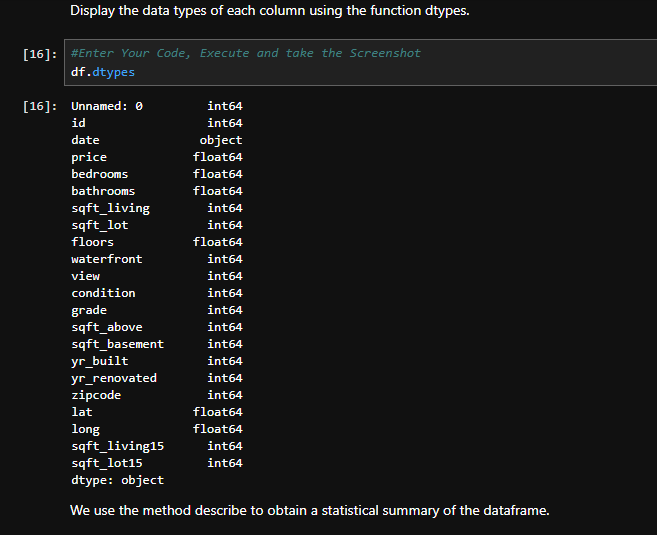 Display the data types of each column using the function dtypes.
[16]: #Enter Your Code, Execute and take the Screenshot
df.dtypes
[16]: Unnamed: 0 int64
id int64
date object
price float64
bedrooms float64
bathrooms float64
sqft_living int64
sqft_lot int64
floors float64
waterfront int64
view int64
condition int64
grade int64
sqft_above int64
sqft_basement int64
yr_built int64
yr_renovated int64
zipcode int64
lat float64
long float64
sqft_living15 int64
sqft_lot15 int64
dtype: object
We use the method describe to obtain a statistical summary of the dataframe.